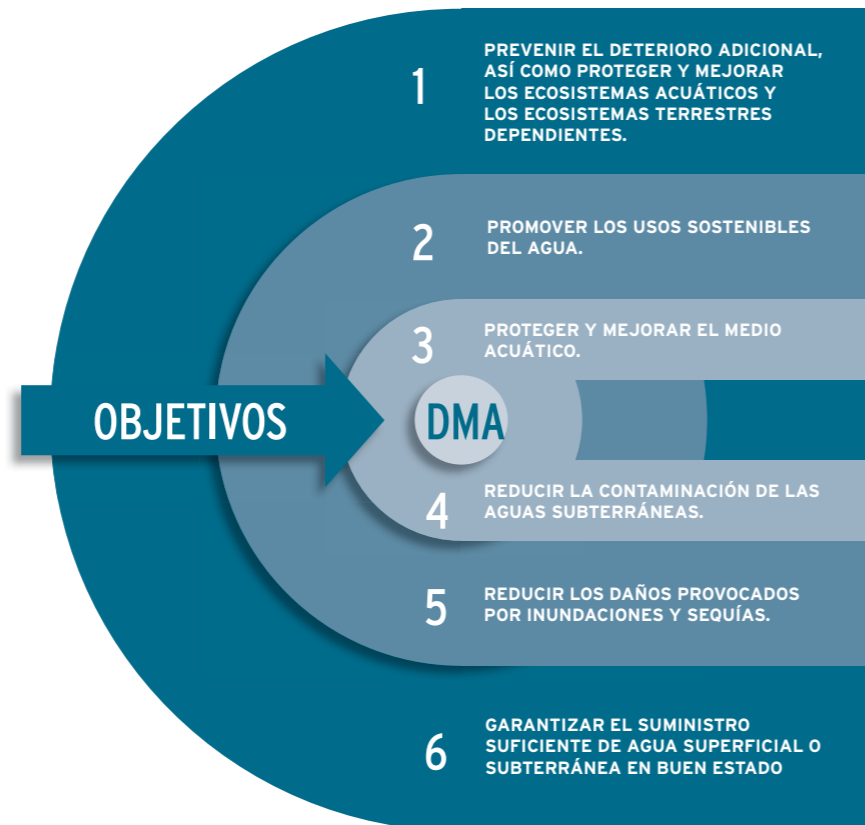 1
PREVENIR EL DETERIORO ADICIONAL,
ASÍ COMO PROTEGER Y MEJORAR
LOS ECOSISTEMAS ACUÁTICOS Y
LOS ECOSISTEMAS TERRESTRES
DEPENDIENTES.
2
PROMOVER LOS USOS SOSTENIBLES
DEL AGUA.
3
PROTEGER Y MEJORAR EL MEDIO
ACUÁTICO.
OBJETIVOS
DMA
4
REDUCIR LA CONTAMINACIÓN DE LAS
AGUAS SUBTERRÁNEAS.
5
REDUCIR LOS DAÑOS PROVOCADOS
POR INUNDACIONES Y SEQUÍAS.
6
GARANTIZAR EL SUMINISTRO
SUFICIENTE DE AGUA SUPERFICIAL O
SUBTERRÁNEA EN BUEN ESTADO